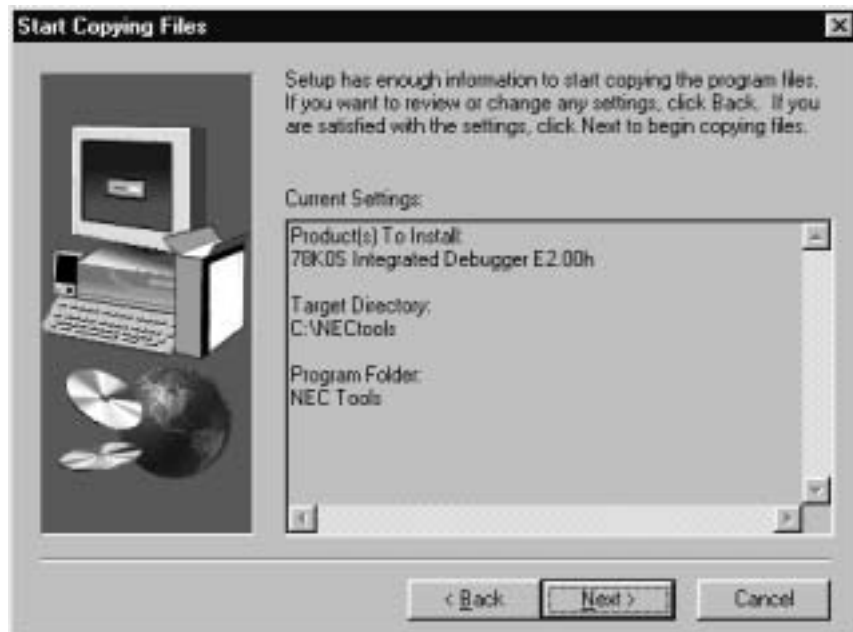 Start Copying Files
Setup has enough information to start copying the program files.
If you want to review or change any settings, click Back. If you
are satisfied with the settings, click Next to begin copying files.
Current Settings:
Product(s) To Install:
78K0S Integrated Debugger E2.00h
Target Directory:
C:\NECtools
Program Folder:
NEC Tools
< Back
Next >
Cancel